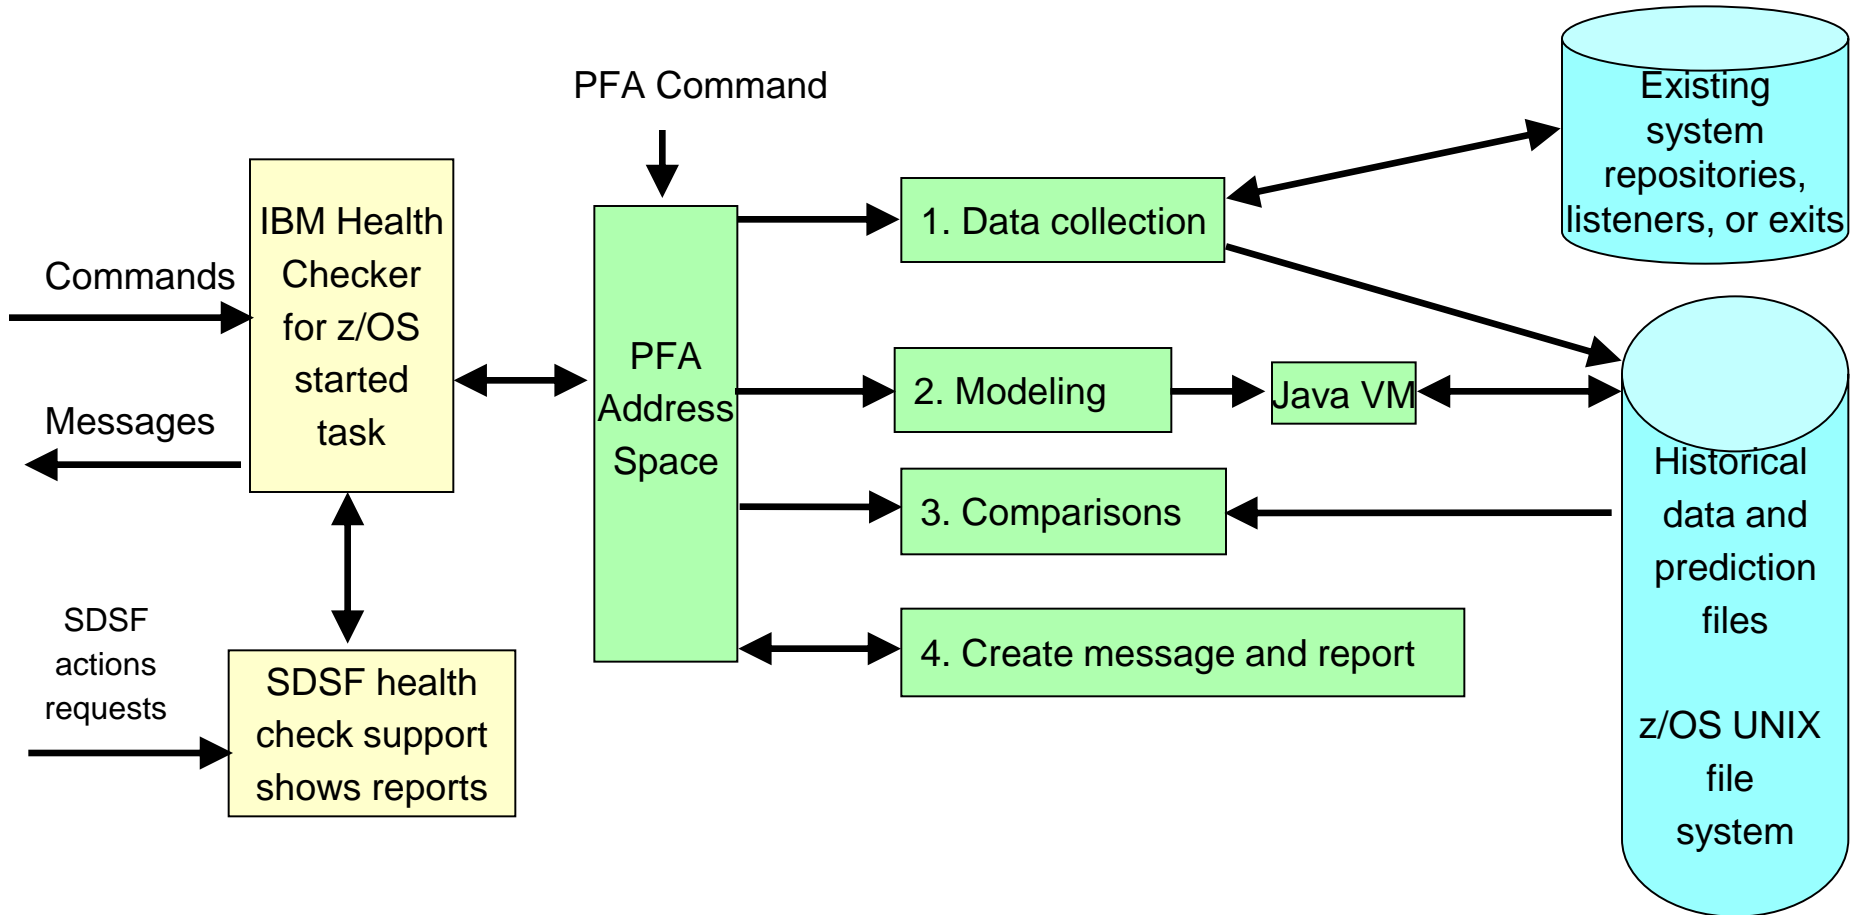 PFA Command
Existing
system
repositories,
listeners, or exits
IBM Health
Checker
for z/OS
started
task
Commands
Messages
PFA
Address
Space
1. Data collection
2. Modeling
Java VM
3. Comparisons
4. Create message and report
Historical
data and
prediction
files
z/OS UNIX
file
system
SDSF
actions
requests
SDSF health
check support
shows reports